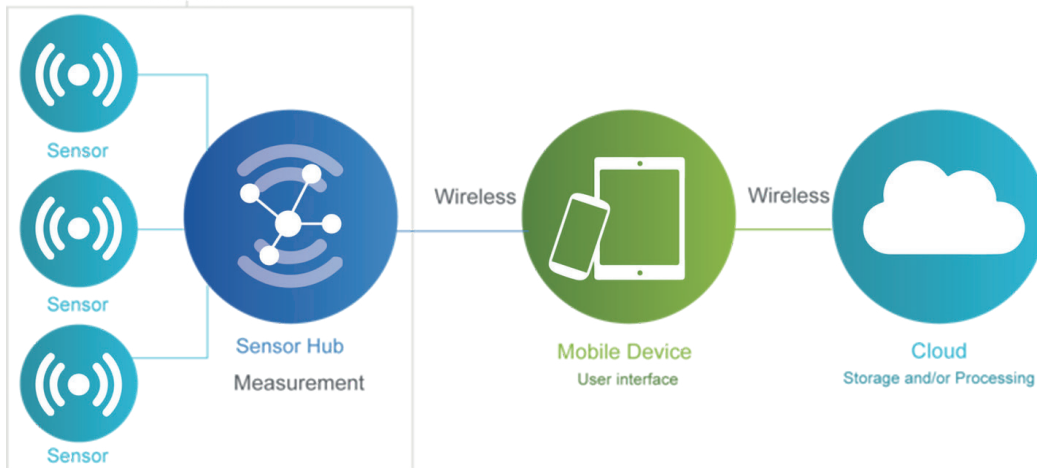 Sensor
Sensor
Sensor
Sensor Hub
Measurement
Wireless
Mobile Device
User interface
Wireless
Cloud
Storage and/or Processing